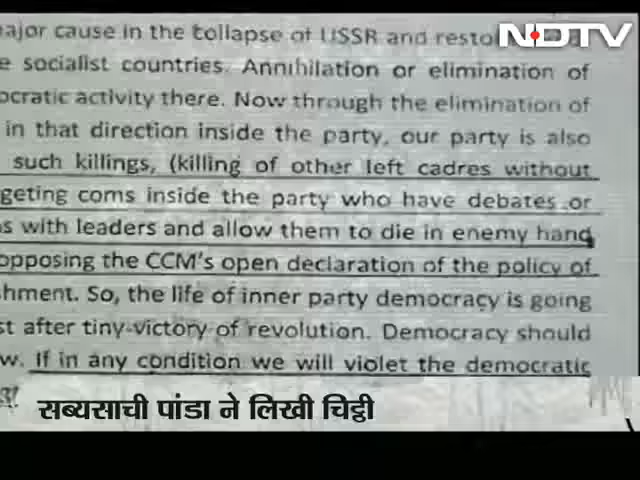 NDTV
major cause in the collapse of USSR and resto
e socialist countries. Annihilation or elimination of
ocratic activity there. Now through the elimination of
in that direction inside the party, our party is also
such killings, (killing of other left cadres without
geting coms inside the party who have debates or
s with leaders and allow them to die in enemy hand
opposing the CCM's open declaration of the policy of
shment. So, the life of inner party democracy is going
st after tiny victory of revolution. Democracy should
w. If in any condition we will violet the democratic
सब्यसाची पांडा ने लिखी चिट्ठी